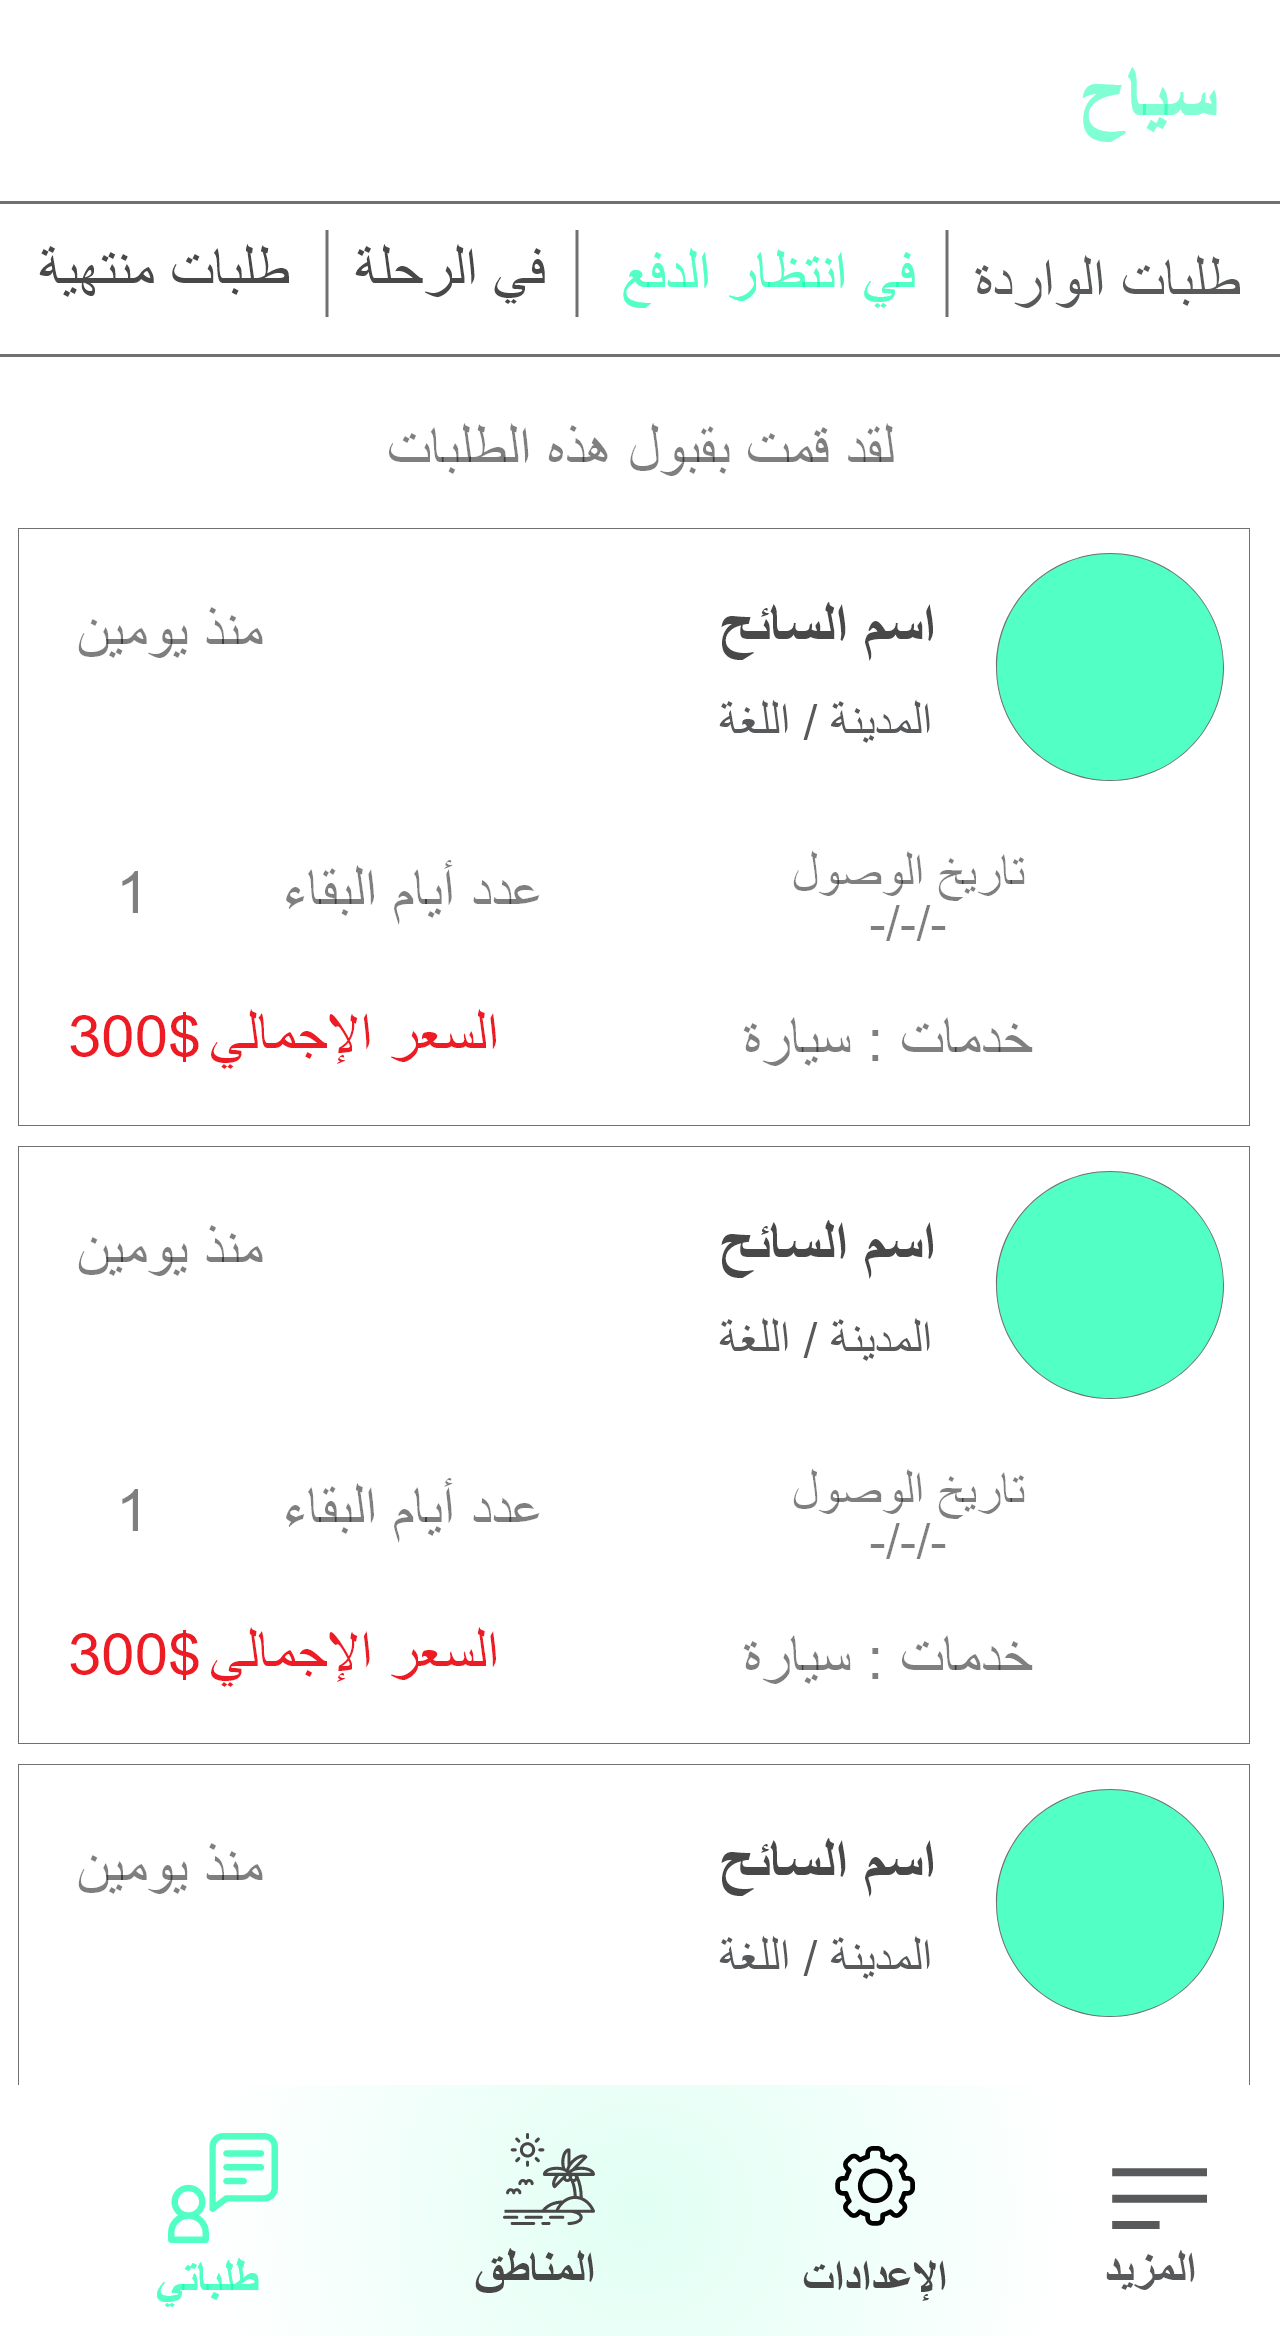 سياح
طلبات الواردة | في انتظار الدفع | في الرحلة | طلبات منتهية
لقد قمت بقبول هذه الطلبات
اسم السائح
منذ يومين
المدينة / اللغة
تاريخ الوصول
-/-/-
عدد أيام البقاء 1
خدمات : سيارة
السعر الإجمالي 300$
اسم السائح
منذ يومين
المدينة / اللغة
تاريخ الوصول
-/-/-
عدد أيام البقاء 1
خدمات : سيارة
السعر الإجمالي 300$
اسم السائح
منذ يومين
المدينة / اللغة
المزيد
الإعدادات
المناطق
طلباتي